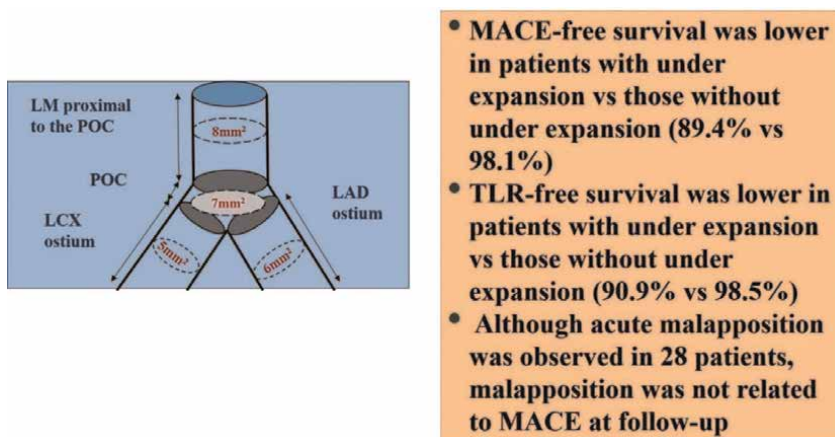 LM proximal
to the POC
8mm²
POC
7mm²
LAD
ostium
LCX
ostium
5mm²
6mm²
• MACE-free survival was lower
in patients with under
expansion vs those without
under expansion (89.4% vs
98.1%)
• TLR-free survival was lower in
patients with under expansion
vs those without under
expansion (90.9% vs 98.5%)
• Although acute malapposition
was observed in 28 patients,
malapposition was not related
to MACE at follow-up